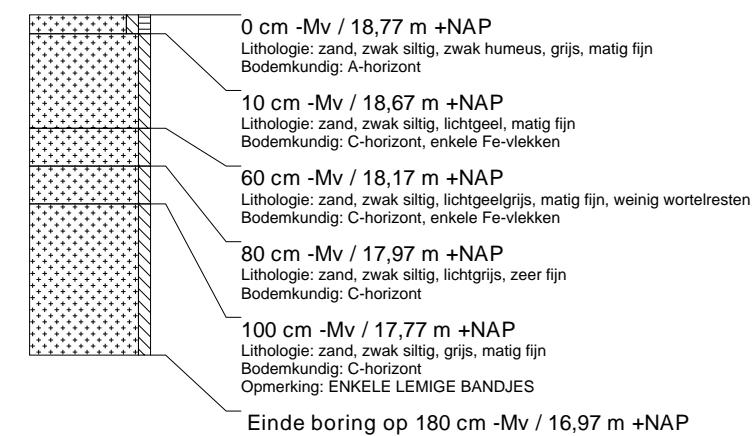 0 cm -Mv / 18,77 m +NAP
Lithologie: zand, zwak siltig, zwak humeus, grijs, matig fijn
Bodemkundig: A-horizont
10 cm -Mv / 18,67 m +NAP
Lithologie: zand, zwak siltig, lichtgeel, matig fijn
Bodemkundig: C-horizont, enkele Fe-vlekken
60 cm -Mv / 18,17 m +NAP
Lithologie: zand, zwak siltig, lichtgeelgrijs, matig fijn, weinig wortelresten
Bodemkundig: C-horizont, enkele Fe-vlekken
80 cm -Mv / 17,97 m +NAP
Lithologie: zand, zwak siltig, lichtgrijs, zeer fijn
Bodemkundig: C-horizont
100 cm -Mv / 17,77 m +NAP
Lithologie: zand, zwak siltig, grijs, matig fijn
Bodemkundig: C-horizont
Opmerking: ENKELE LEMIGE BANDJES
Einde boring op 180 cm -Mv / 16,97 m +NAP